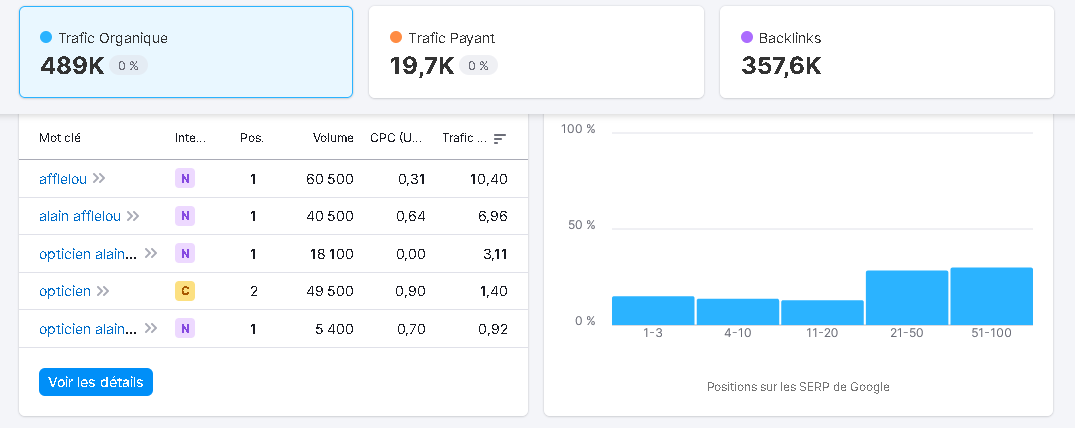 Trafic Organique
489K 0 %
Trafic Payant
19,7K 0 %
Backlinks
357,6K
Mot clé Inte... Pos. Volume CPC (U... Trafic ...
afflelou N 1 60 500 0,31 10,40
alain afflelou N 1 40 500 0,64 6,96
opticien alain... N 1 18 100 0,00 3,11
opticien C 2 49 500 0,90 1,40
opticien alain... N 1 5 400 0,70 0,92
Voir les détails
100 %
50 %
0 %
1-3 4-10 11-20 21-50 51-100
Positions sur les SERP de Google